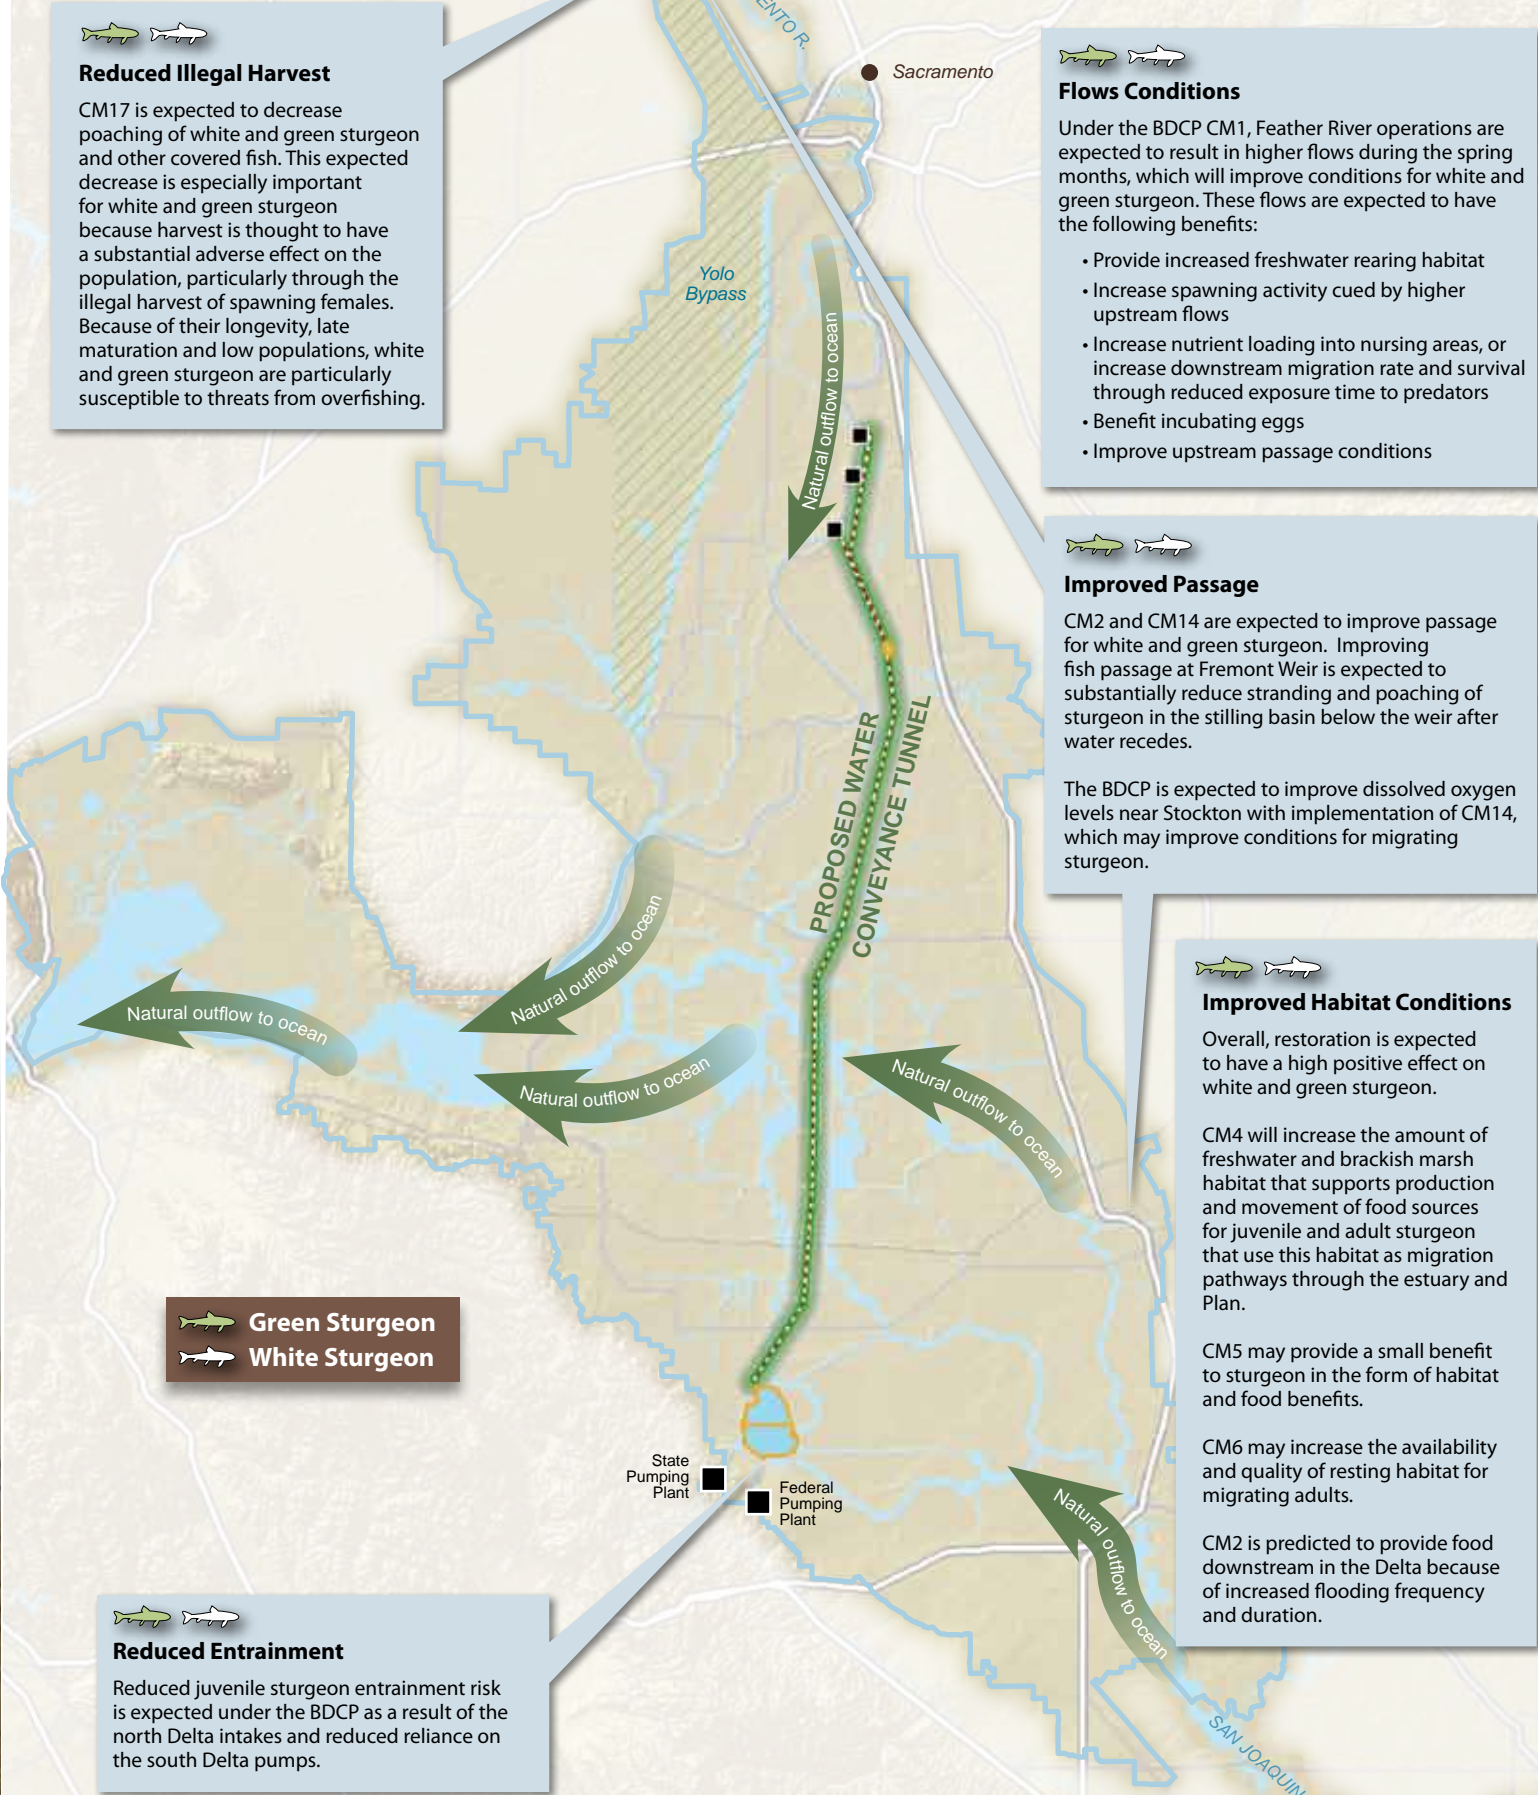 Reduced Illegal Harvest
CM17 is expected to decrease
poaching of white and green sturgeon
and other covered fish. This expected
decrease is especially important
for white and green sturgeon
because harvest is thought to have
a substantial adverse effect on the
population, particularly through the
illegal harvest of spawning females.
Because of their longevity, late
maturation and low populations, white
and green sturgeon are particularly
susceptible to threats from overfishing.
ENTO R.
Sacramento
Flows Conditions
Under the BDCP CM1, Feather River operations are
expected to result in higher flows during the spring
months, which will improve conditions for white and
green sturgeon. These flows are expected to have
the following benefits:
• Provide increased freshwater rearing habitat
• Increase spawning activity cued by higher
upstream flows
• Increase nutrient loading into nursing areas, or
increase downstream migration rate and survival
through reduced exposure time to predators
• Benefit incubating eggs
• Improve upstream passage conditions
Yolo
Bypass
Natural outflow to ocean
Improved Passage
CM2 and CM14 are expected to improve passage
for white and green sturgeon. Improving
fish passage at Fremont Weir is expected to
substantially reduce stranding and poaching of
sturgeon in the stilling basin below the weir after
water recedes.
The BDCP is expected to improve dissolved oxygen
levels near Stockton with implementation of CM14,
which may improve conditions for migrating
sturgeon.
PROPOSED WATER
CONVEYANCE TUNNEL
Natural outflow to ocean
Natural outflow to ocean
Natural outflow to ocean
Natural outflow to ocean
Improved Habitat Conditions
Overall, restoration is expected
to have a high positive effect on
white and green sturgeon.
CM4 will increase the amount of
freshwater and brackish marsh
habitat that supports production
and movement of food sources
for juvenile and adult sturgeon
that use this habitat as migration
pathways through the estuary and
Plan.
CM5 may provide a small benefit
to sturgeon in the form of habitat
and food benefits.
CM6 may increase the availability
and quality of resting habitat for
migrating adults.
CM2 is predicted to provide food
downstream in the Delta because
of increased flooding frequency
and duration.
Green Sturgeon
White Sturgeon
State
Pumping
Plant
Federal
Pumping
Plant
Natural outflow to ocean
Reduced Entrainment
Reduced juvenile sturgeon entrainment risk
is expected under the BDCP as a result of the
north Delta intakes and reduced reliance on
the south Delta pumps.
SAN JOAQUIN